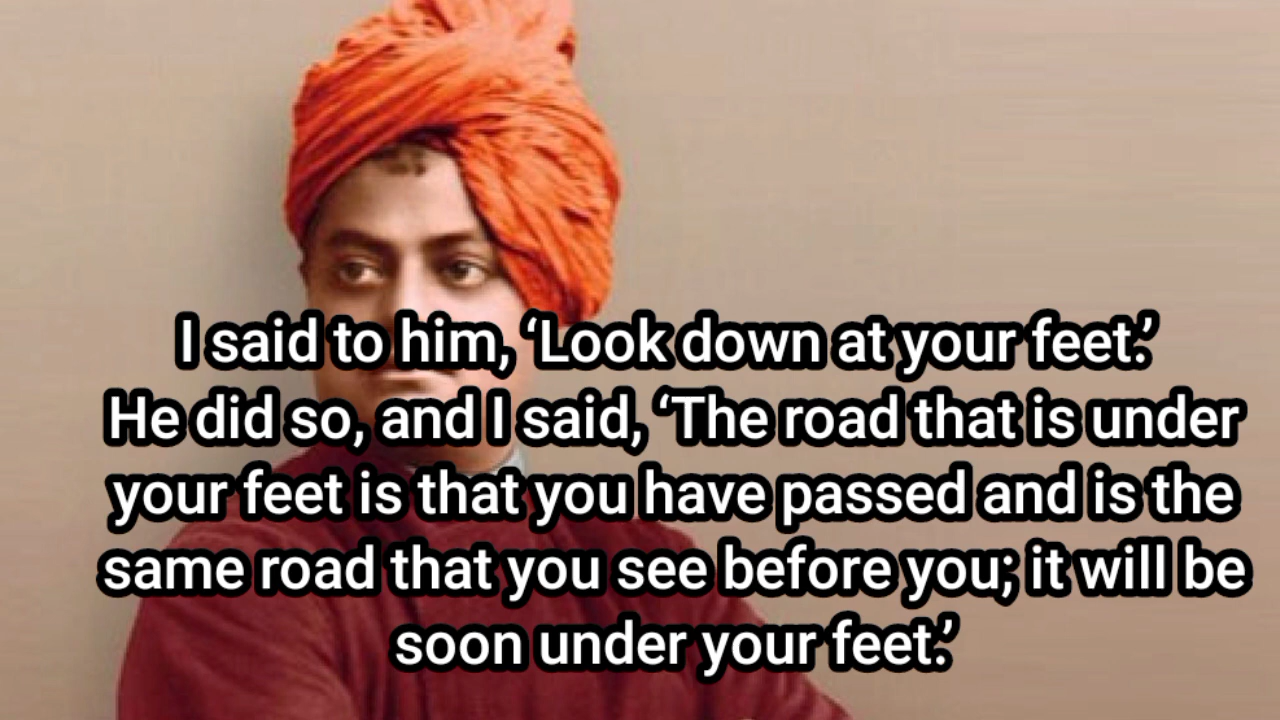 I said to him, ‘Look down at your feet.’
He did so, and I said, ‘The road that is under
your feet is that you have passed and is the
same road that you see before you; it will be
soon under your feet.’